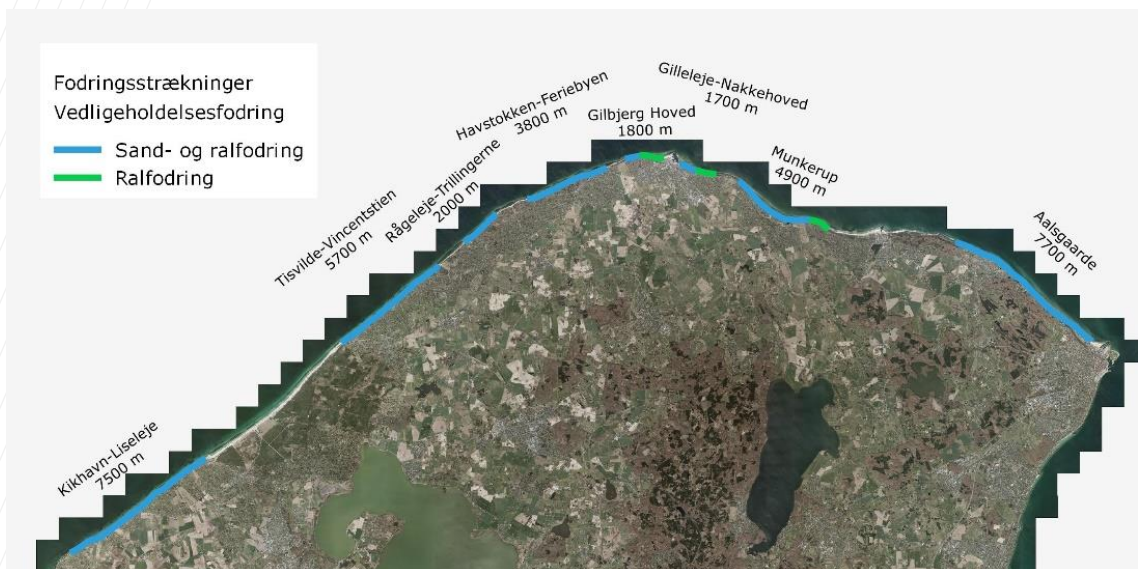 Fodringsstrækninger
Vedligeholdelsesfodring
Sand- og ralfodring
Ralfodring
Kikhavn-Liseleje
7500 m
Tisvilde-Vincentstien
5700 m
Rågeleje-Trillingerne
2000 m
Havstokken-Feriebyen
3800 m
Gilbjerg Hoved
1800 m
Gilleleje-Nakkehoved
1700 m
Munkerup
4900 m
Aalsgaarde
7700 m